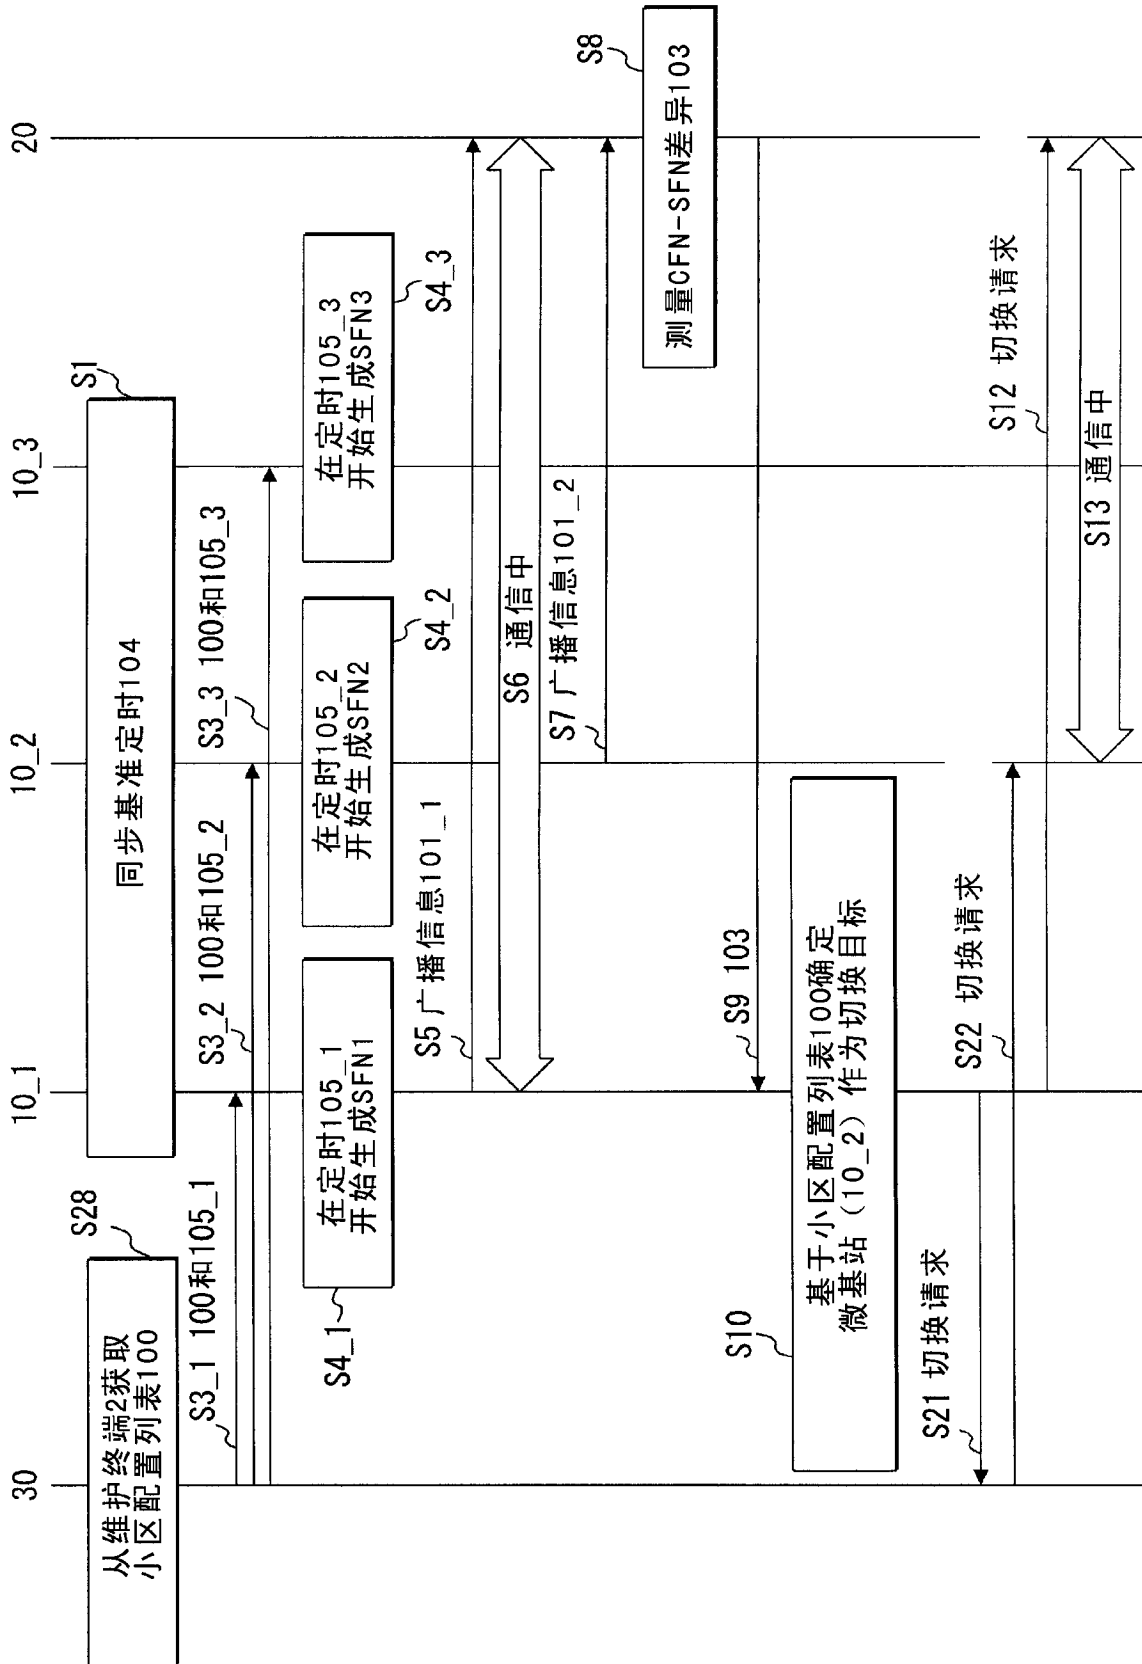 30
10_1
10_2
10_3
20
从维护终端2获取
小区配置列表100
S28
同步基准定时104
S1
S3_1 100和105_1
S3_2 100和105_2
S3_3 100和105_3
S4_1
在定时105_1
开始生成SFN1
在定时105_2
开始生成SFN2
S4_2
在定时105_3
开始生成SFN3
S4_3
S5 广播信息101_1
S6 通信中
S7 广播信息101_2
S8
测量CFN-SFN差异103
S9 103
S10
基于小区配置列表100确定
微基站（10_2）作为切换目标
S21 切换请求
S22 切换请求
S12 切换请求
S13 通信中